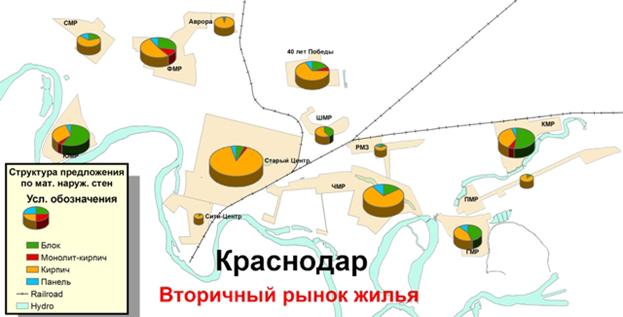 СМР
Аврора
ФМР
40 лет Победы
ШМР
КМР
РМЗ
ЮМР
Старый Центр
ЧМР
ПМР
Сити-Центр
ГМР
Структура предложения
по мат. наруж. стен
Усл. обозначения
Блок
Монолит-кирпич
Кирпич
Панель
Railroad
Hydro
Краснодар
Вторичный рынок жилья